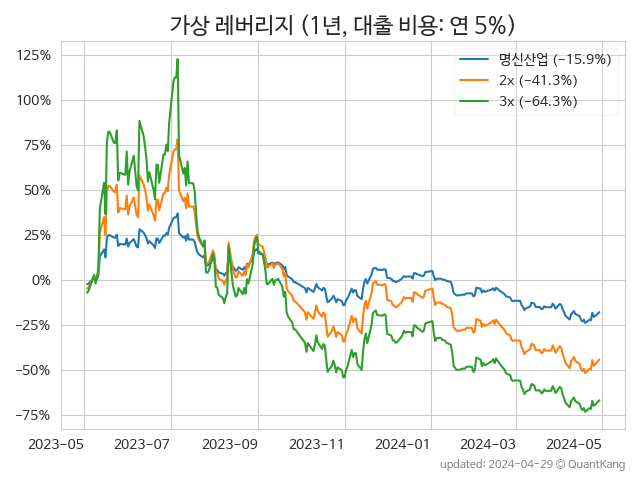 가상 레버리지 (1년, 대출 비용: 연 5%)
명신산업 (−15.9%)
2x (−41.3%)
3x (−64.3%)
125%
100%
75%
50%
25%
0%
−25%
−50%
−75%
2023-05 2023-07 2023-09 2023-11 2024-01 2024-03 2024-05
updated: 2024-04-29 © QuantKang